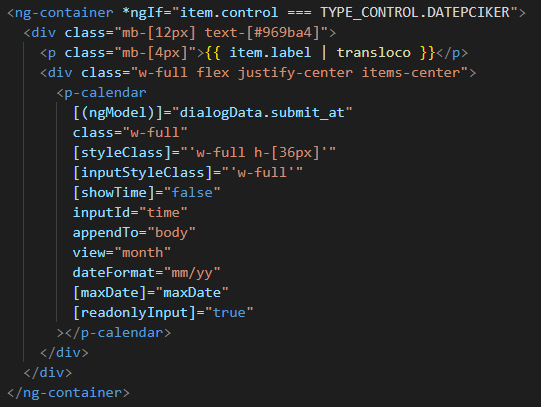 <ng-container *ngIf="item.control === TYPE_CONTROL.DATEPCIKER">
<div class="mb-[12px] text-[#969ba4]">
<p class="mb-[4px]">{{ item.label | transloco }}</p>
<div class="w-full flex justify-center items-center">
<p-calendar
[(ngModel)]="dialogData.submit_at"
class="w-full"
[styleClass]="'w-full h-[36px]'"
[inputStyleClass]="'w-full'"
[showTime]="false"
inputId="time"
appendTo="body"
view="month"
dateFormat="mm/yy"
[maxDate]="maxDate"
[readonlyInput]="true"
></p-calendar>
</div>
</div>
</ng-container>